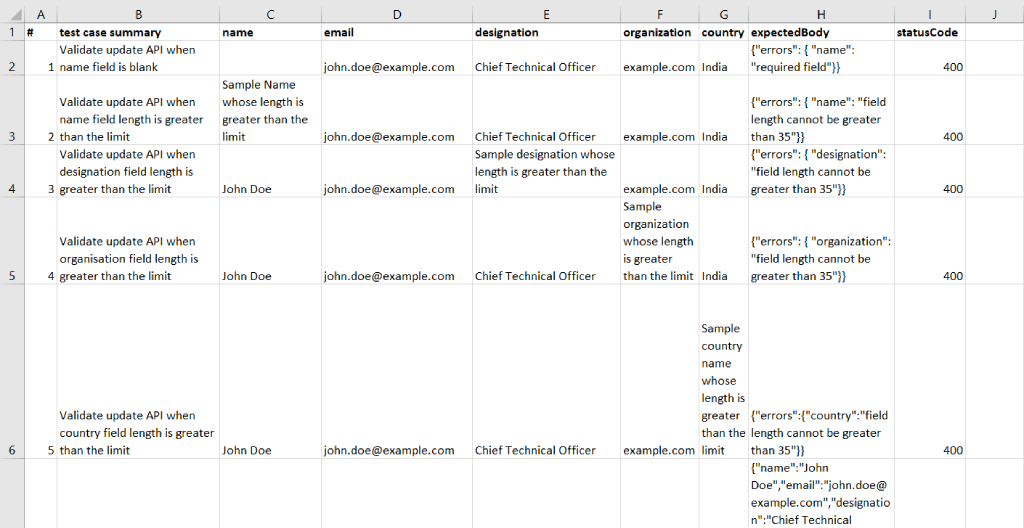 A B C D E F G H I J
1 # test case summary name email designation organization country expectedBody statusCode
2
1
Validate update API when
name field is blank
john.doe@example.com
Chief Technical Officer
example.com
India
{"errors": { "name":
"required field"}}
400
3
2
Validate update API when
name field length is greater
than the limit
Sample Name
whose length is
greater than the
limit
john.doe@example.com
Chief Technical Officer
example.com
India
{"errors": { "name": "field
length cannot be greater
than 35"}}
400
4
3
Validate update API when
designation field length is
greater than the limit
John Doe
john.doe@example.com
Sample designation whose
length is greater than the
limit
example.com
India
{"errors": { "designation":
"field length cannot be
greater than 35"}}
400
5
4
Validate update API when
organisation field length is
greater than the limit
John Doe
john.doe@example.com
Chief Technical Officer
Sample
organization
whose length
is greater
than the limit
India
{"errors": { "organization":
"field length cannot be
greater than 35"}}
400
6
5
Validate update API when
country field length is greater
than the limit
John Doe
john.doe@example.com
Chief Technical Officer
example.com
Sample
country
name
whose
length is
greater
than the
limit
{"errors":{"country":"field
length cannot be greater
than 35"}}
400
{"name":"John
Doe","email":"john.doe@
example.com","designatio
n":"Chief Technical